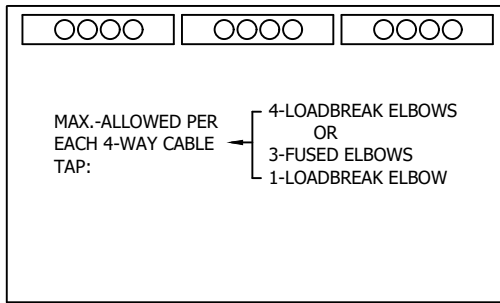 MAX.-ALLOWED PER
EACH 4-WAY CABLE
TAP:
4-LOADBREAK ELBOWS
OR
3-FUSED ELBOWS
1-LOADBREAK ELBOW